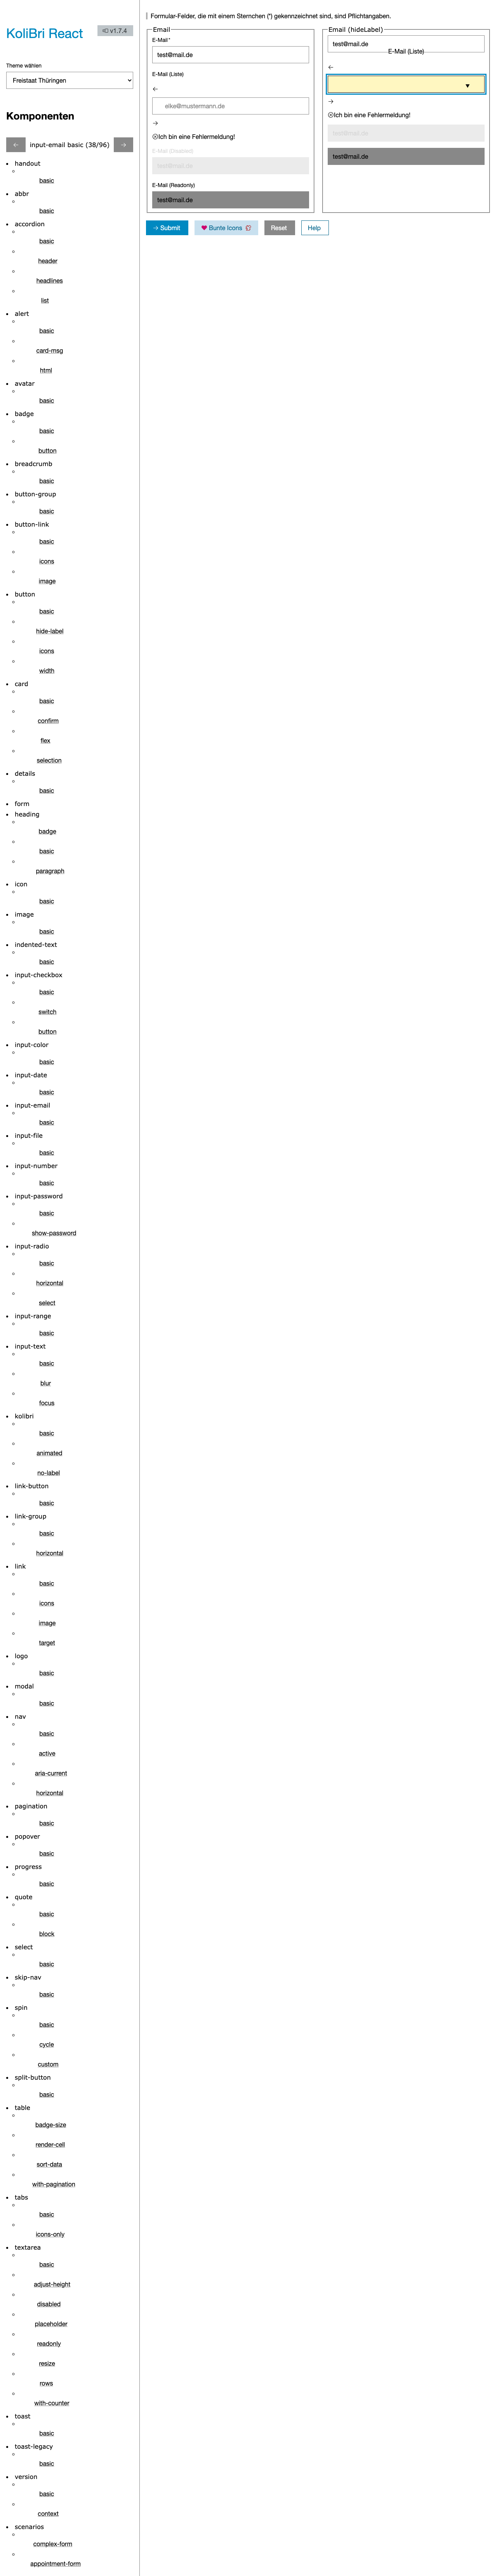 KoliBri React
v1.7.4
Theme wählen
Freistaat Thüringen
Komponenten
← input-email basic (38/96) →
handout
basic
abbr
basic
accordion
basic
header
headlines
list
alert
basic
card-msg
html
avatar
basic
badge
basic
button
breadcrumb
basic
button-group
basic
button-link
basic
icons
image
button
basic
hide-label
icons
width
card
basic
confirm
flex
selection
details
basic
form
heading
badge
basic
paragraph
icon
basic
image
basic
indented-text
basic
input-checkbox
basic
switch
button
input-color
basic
input-date
basic
input-email
basic
input-file
basic
input-number
basic
input-password
basic
show-password
input-radio
basic
horizontal
select
input-range
basic
input-text
basic
blur
focus
kolibri
basic
animated
no-label
link-button
basic
link-group
basic
horizontal
link
basic
icons
image
target
logo
basic
modal
basic
nav
basic
active
aria-current
horizontal
pagination
basic
popover
basic
progress
basic
quote
basic
block
select
basic
skip-nav
basic
spin
basic
cycle
custom
split-button
basic
table
badge-size
render-cell
sort-data
with-pagination
tabs
basic
icons-only
textarea
basic
adjust-height
disabled
placeholder
readonly
resize
rows
with-counter
toast
basic
toast-legacy
basic
version
basic
context
scenarios
complex-form
appointment-form
Formular-Felder, die mit einem Sternchen (*) gekennzeichnet sind, sind Pflichtangaben.
Email
E-Mail*
test@mail.de
E-Mail (Liste)
←
elke@mustermann.de
→
Ich bin eine Fehlermeldung!
E-Mail (Disabled)
test@mail.de
E-Mail (Readonly)
test@mail.de
Email (hideLabel)
test@mail.de
E-Mail (Liste)
←
→
Ich bin eine Fehlermeldung!
test@mail.de
test@mail.de
→ Submit
Bunte Icons
Reset
Help